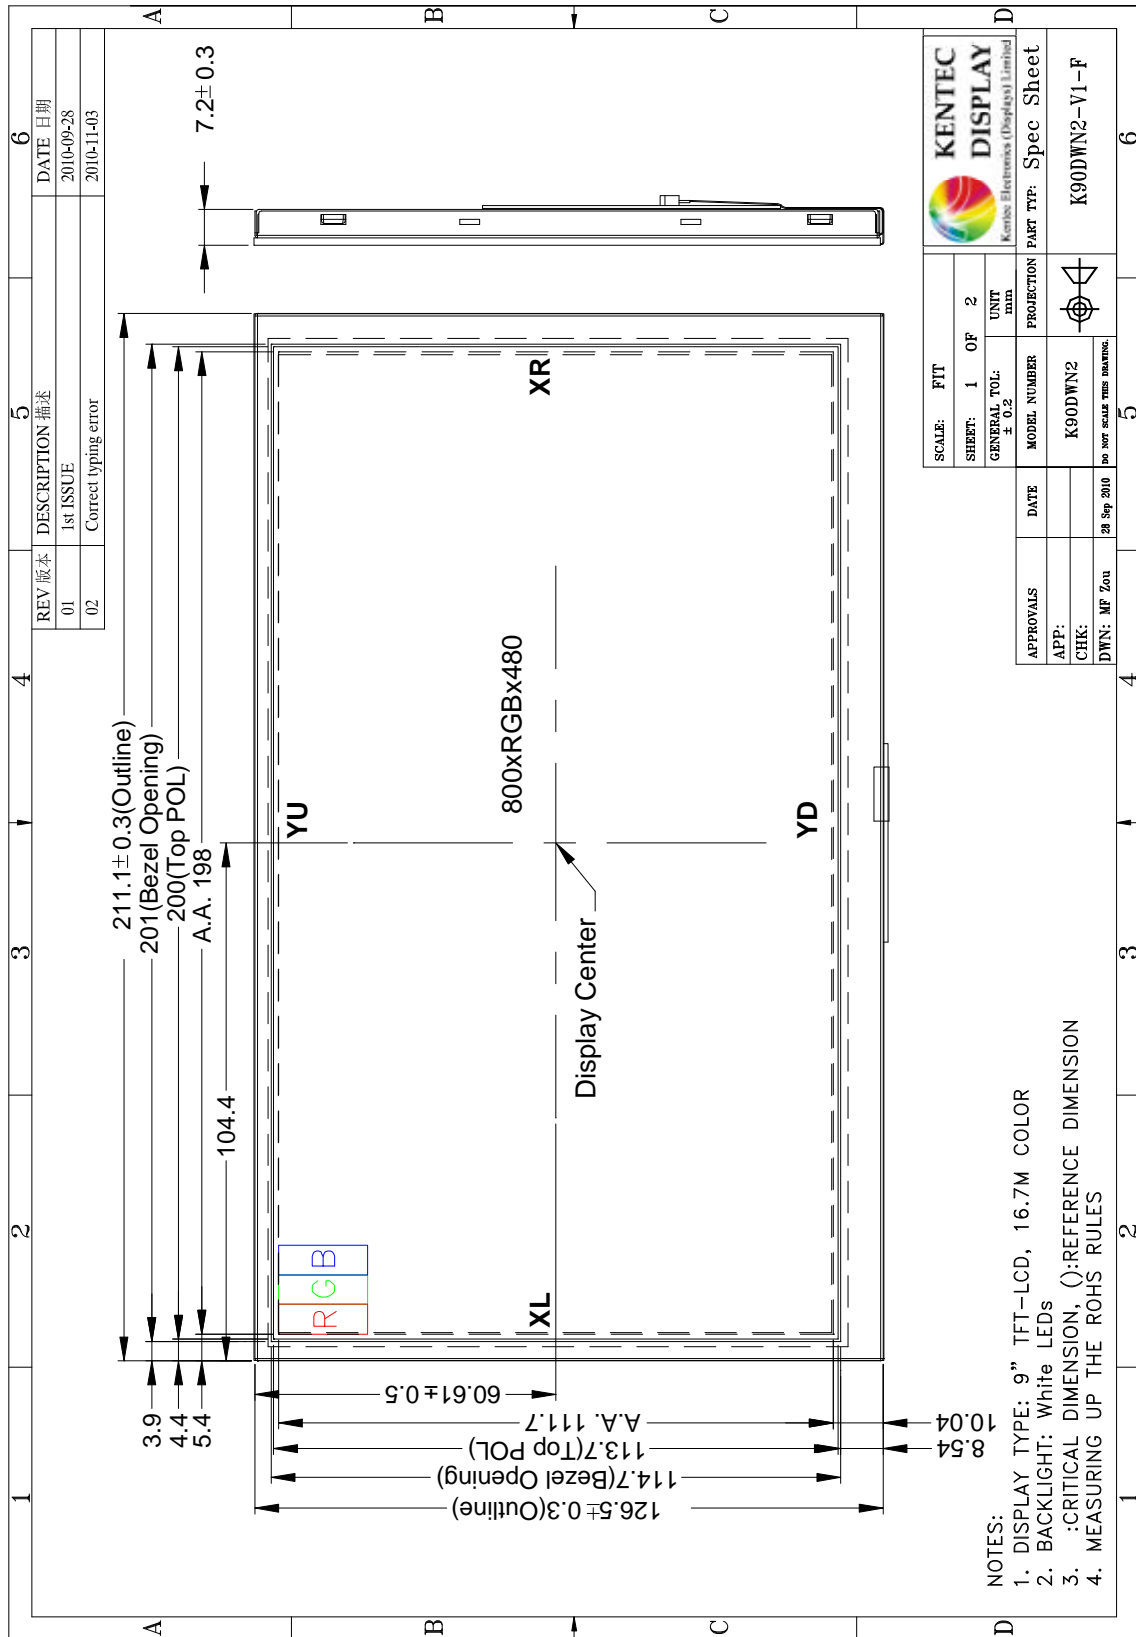 1 2 3 4 5 6
A
B
C
D
REV 版本 DESCRIPTION 描述 DATE 日期
01 1st ISSUE 2010-09-28
02 Correct typing error 2010-11-03
211.1±0.3(Outline)
201(Bezel Opening)
200(Top POL)
A.A. 198
104.4
3.9
4.4
5.4
7.2±0.3
126.5±0.3(Outline)
114.7(Bezel Opening)
113.7(Top POL)
A.A. 111.7
60.61±0.5
8.54
10.04
R G B
YU
XL
XR
YD
800xRGBx480
Display Center
NOTES:
1. DISPLAY TYPE: 9" TFT-LCD, 16.7M COLOR
2. BACKLIGHT: White LEDs
3. :CRITICAL DIMENSION, ():REFERENCE DIMENSION
4. MEASURING UP THE ROHS RULES
SCALE: FIT
SHEET: 1 OF 2
GENERAL TOL: ± 0.2
UNIT mm
KENTEC
DISPLAY
Kentec Electronics (Displays) Limited
APPROVALS DATE
APP:
CHK:
DWN: MF Zou 28 Sep 2010
MODEL NUMBER
K90DWN2
DO NOT SCALE THIS DRAWING.
PROJECTION
PART TYP: Spec Sheet
K90DWN2-V1-F
A
B
C
D
1 2 3 4 5 6